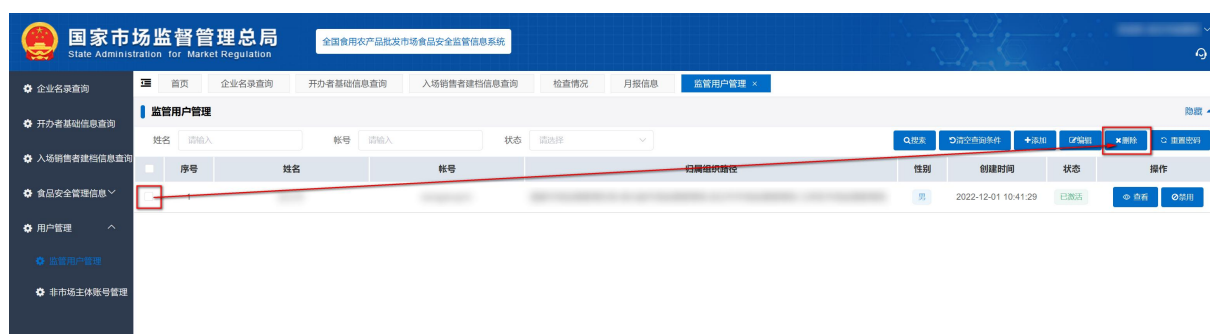 国家市场监督管理总局
State Administration for Market Regulation
全国食用农产品批发市场食品安全监管信息系统
企业名录查询
开办者基础信息查询
入场销售者建档信息查询
食品安全管理信息
用户管理
监管用户管理
非市场主体账号管理
首页 企业名录查询 开办者基础信息查询 入场销售者建档信息查询 检查情况 月报信息 监管用户管理 ×
监管用户管理 隐藏
姓名 请输入 帐号 请输入 状态 请选择 搜索 清空查询条件 添加 编辑 删除 重置密码
序号 姓名 帐号 归属组织路径 性别 创建时间 状态 操作
1 男 2022-12-01 10:41:29 已激活 查看 禁用